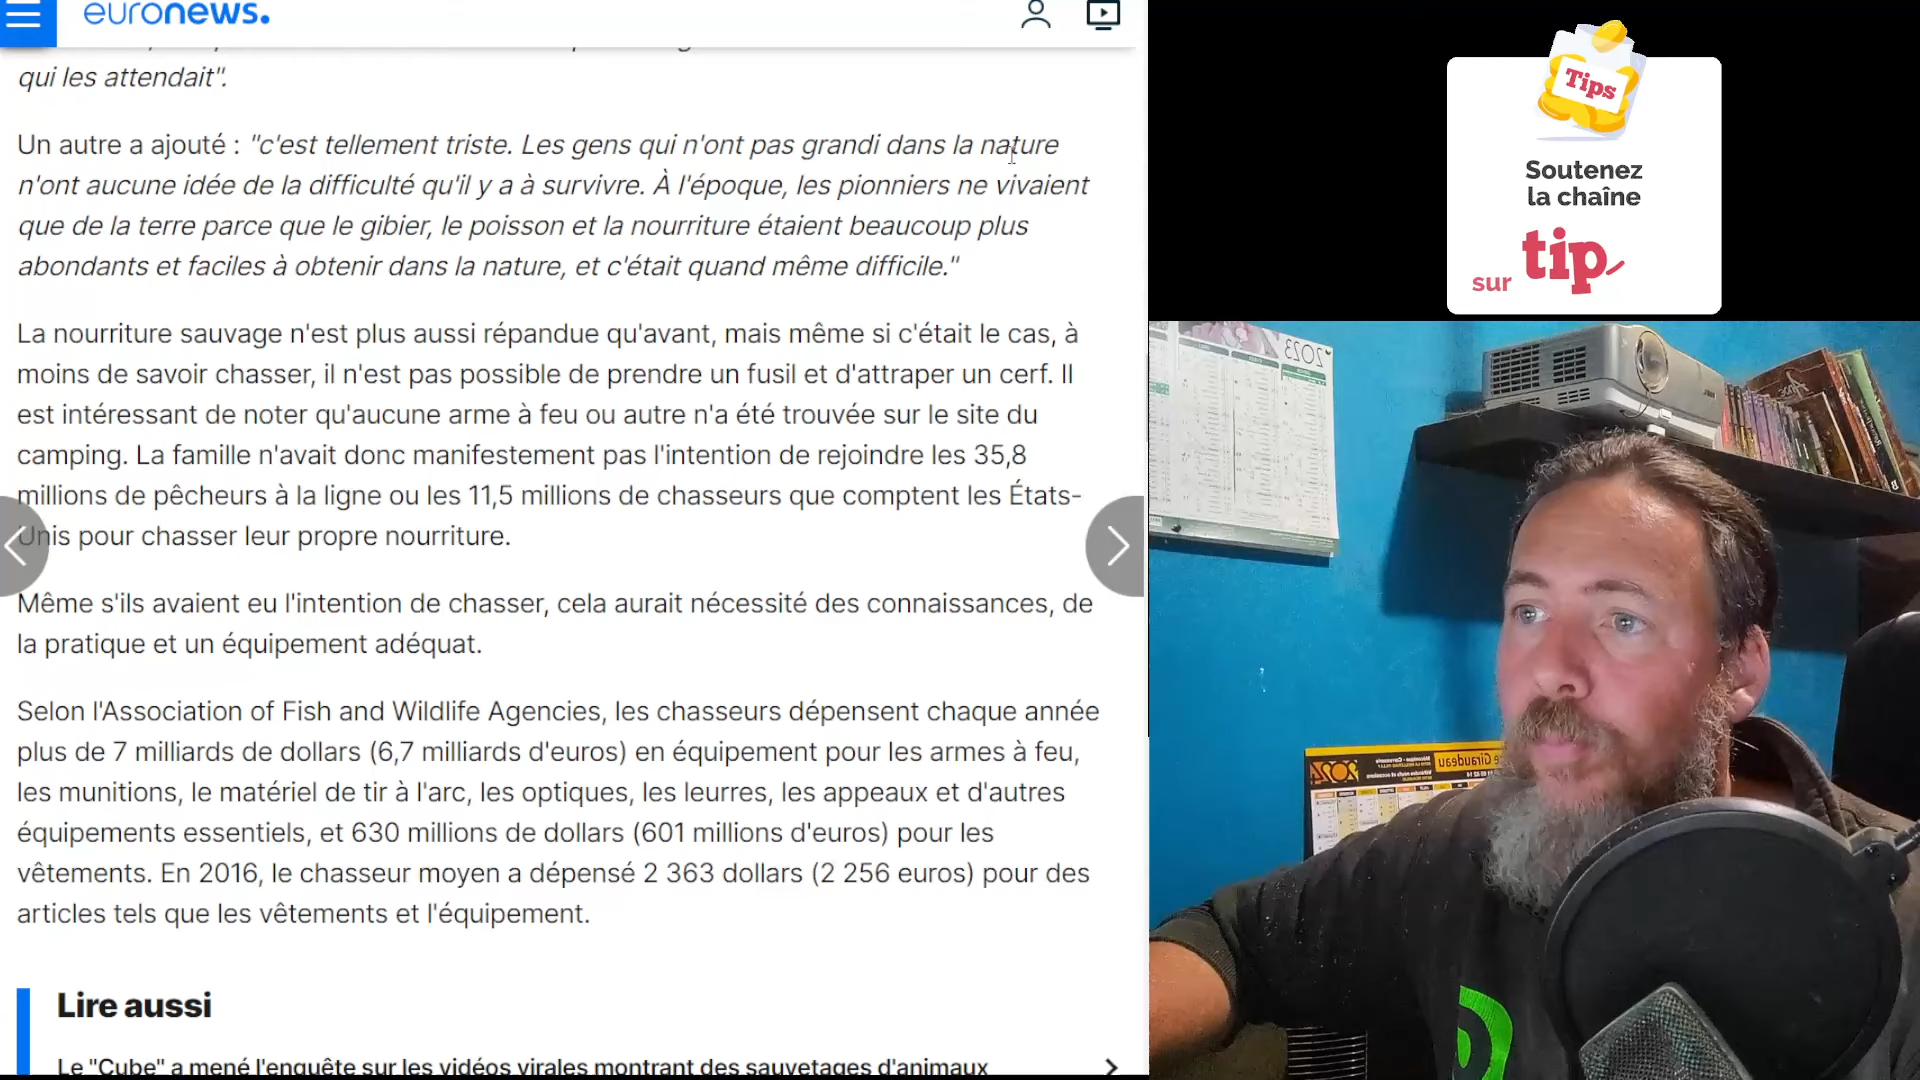 euronews.
qui les attendait".
Un autre a ajouté : "c'est tellement triste. Les gens qui n'ont pas grandi dans la nature
n'ont aucune idée de la difficulté qu'il y a à survivre. À l'époque, les pionniers ne vivaient
que de la terre parce que le gibier, le poisson et la nourriture étaient beaucoup plus
abondants et faciles à obtenir dans la nature, et c'était quand même difficile."
La nourriture sauvage n'est plus aussi répandue qu'avant, mais même si c'était le cas, à
moins de savoir chasser, il n'est pas possible de prendre un fusil et d'attraper un cerf. Il
est intéressant de noter qu'aucune arme à feu ou autre n'a été trouvée sur le site du
camping. La famille n'avait donc manifestement pas l'intention de rejoindre les 35,8
millions de pêcheurs à la ligne ou les 11,5 millions de chasseurs que comptent les États-
Unis pour chasser leur propre nourriture.
Même s'ils avaient eu l'intention de chasser, cela aurait nécessité des connaissances, de
la pratique et un équipement adéquat.
Selon l'Association of Fish and Wildlife Agencies, les chasseurs dépensent chaque année
plus de 7 milliards de dollars (6,7 milliards d'euros) en équipement pour les armes à feu,
les munitions, le matériel de tir à l'arc, les optiques, les leurres, les appeaux et d'autres
équipements essentiels, et 630 millions de dollars (601 millions d'euros) pour les
vêtements. En 2016, le chasseur moyen a dépensé 2 363 dollars (2 256 euros) pour des
articles tels que les vêtements et l'équipement.
Lire aussi
Le "Cube" a mené l'enquête sur les vidéos virales montrant des sauvetages d'animaux
Tips
Soutenez
la chaîne
sur tip
2023